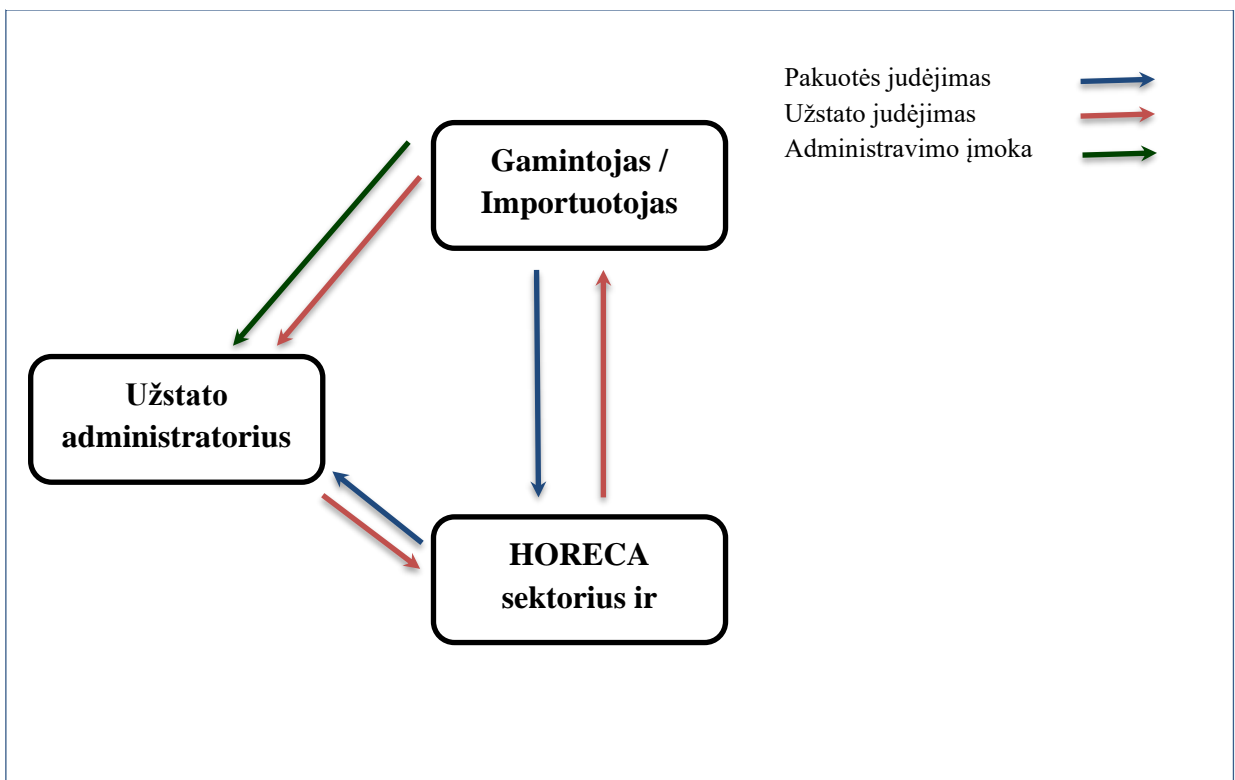 Pakuotės judėjimas
Užstato judėjimas
Administravimo įmoka
Gamintojas /
Importuotojas
Užstato
administratorius
HORECA
sektorius ir